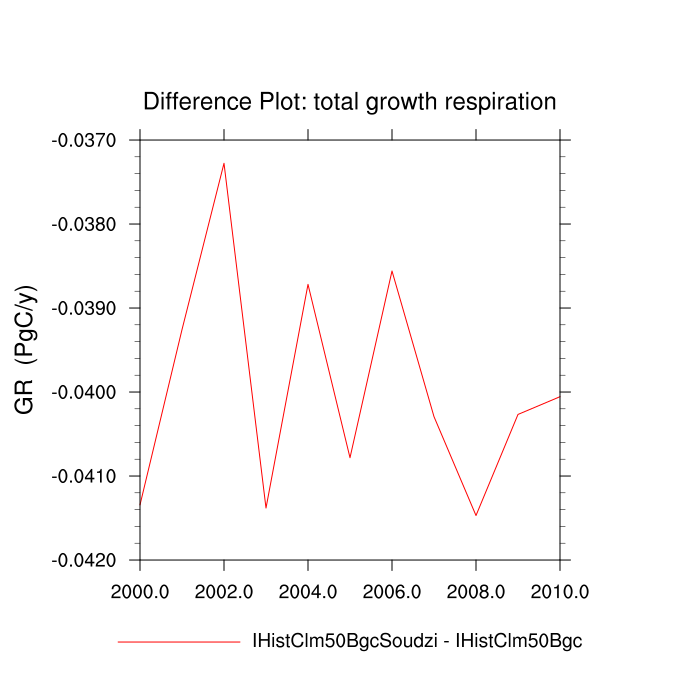 Difference Plot: total growth respiration
-0.0370
-0.0380
-0.0390
-0.0400
-0.0410
-0.0420
GR (PgC/y)
2000.0 2002.0 2004.0 2006.0 2008.0 2010.0
IHistClm50BgcSoudzi - IHistClm50Bgc